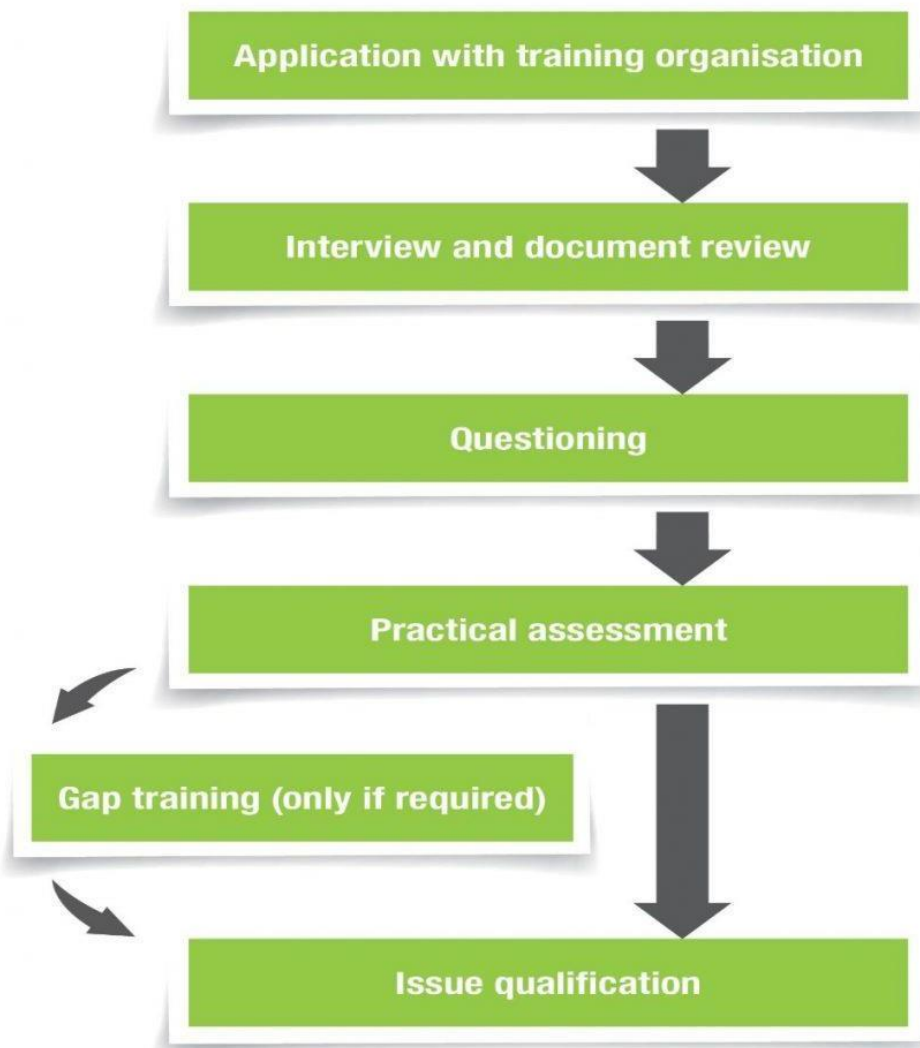 Application with training organisation
Interview and document review
Questioning
Practical assessment
Gap training (only if required)
Issue qualification